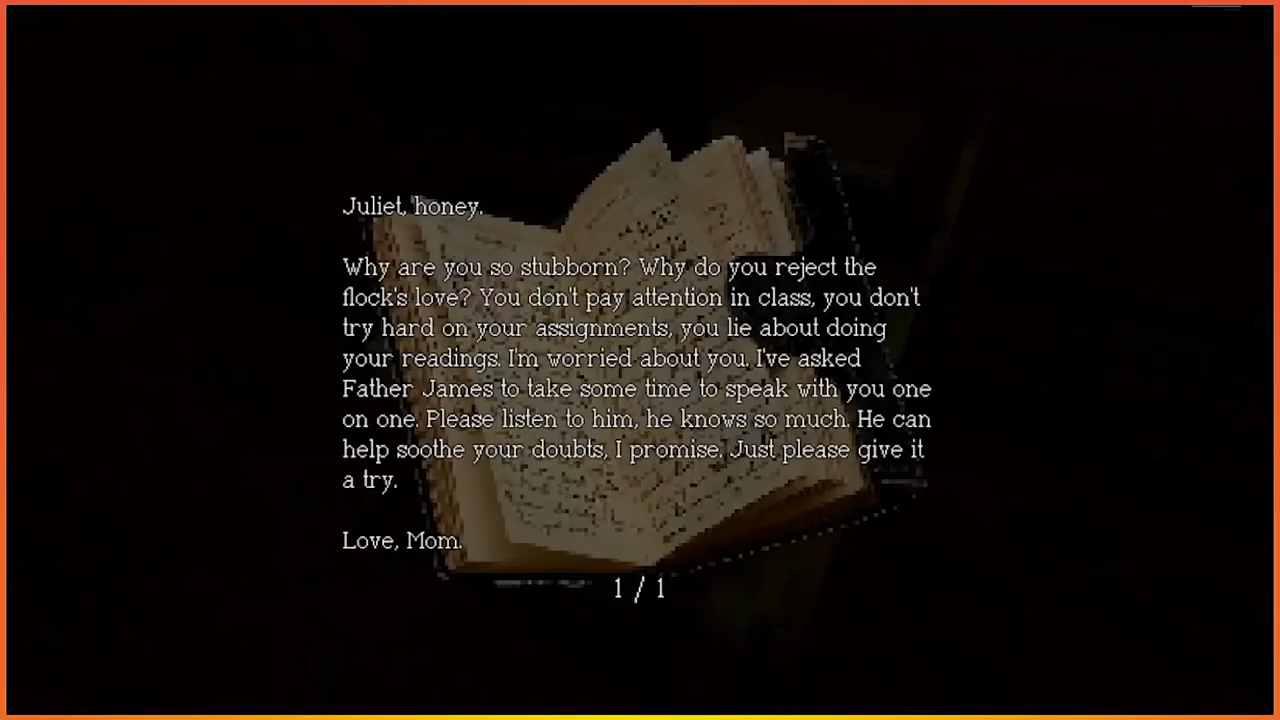 Juliet, honey.
Why are you so stubborn? Why do you reject the
flock's love? You don't pay attention in class, you don't
try hard on your assignments, you lie about doing
your readings. I'm worried about you. I've asked
Father James to take some time to speak with you one
on one. Please listen to him, he knows so much. He can
help soothe your doubts, I promise. Just please give it
a try.
Love, Mom.
1 / 1